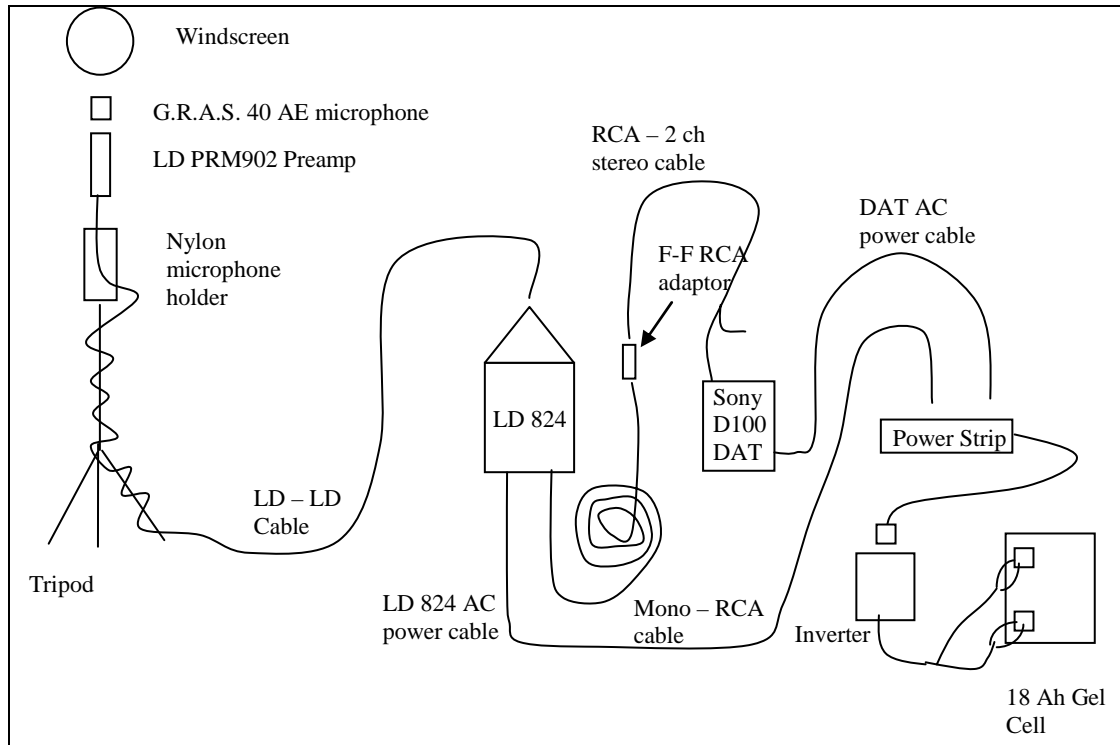 Windscreen
G.R.A.S. 40 AE microphone
LD PRM902 Preamp
Nylon
microphone
holder
RCA – 2 ch
stereo cable
F-F RCA
adaptor
DAT AC
power cable
LD 824
Sony
D100
DAT
Power Strip
LD – LD
Cable
Tripod
LD 824 AC
power cable
Mono – RCA
cable
Inverter
18 Ah Gel
Cell